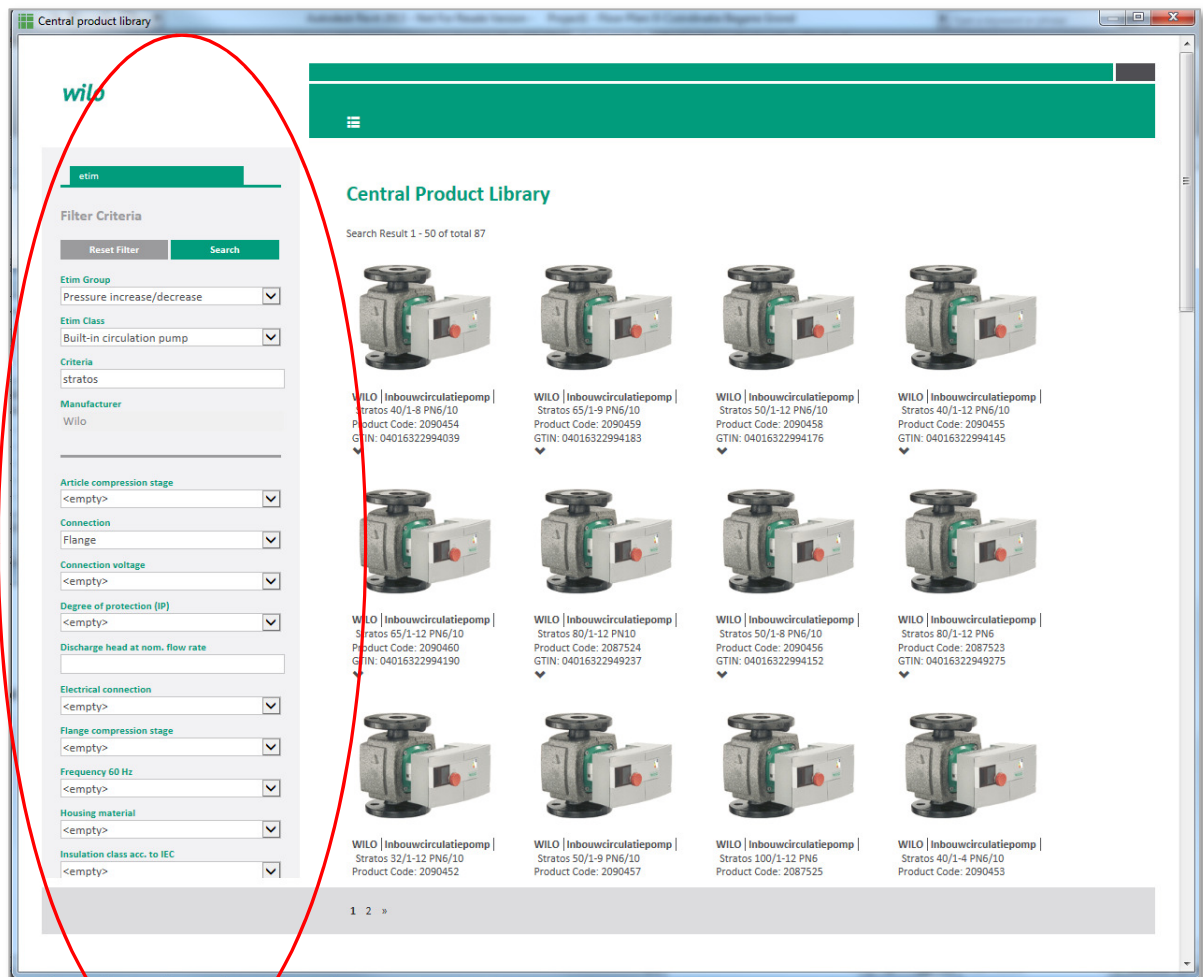 Central product library
wilo
etim
Filter Criteria
Reset Filter
Search
Etim Group
Pressure increase/decrease
Etim Class
Built-in circulation pump
Criteria
stratos
Manufacturer
Wilo
Article compression stage
<empty>
Connection
Flange
Connection voltage
<empty>
Degree of protection (IP)
<empty>
Discharge head at nom. flow rate
Electrical connection
<empty>
Flange compression stage
<empty>
Frequency 60 Hz
<empty>
Housing material
<empty>
Insulation class acc. to IEC
<empty>
Central Product Library
Search Result 1 - 50 of total 87
WILO | Inbouwcirculatiepomp |
Stratos 40/1-8 PN6/10
Product Code: 2090454
GTIN: 04016322994039
WILO | Inbouwcirculatiepomp |
Stratos 65/1-9 PN6/10
Product Code: 2090459
GTIN: 04016322994183
WILO | Inbouwcirculatiepomp |
Stratos 50/1-12 PN6/10
Product Code: 2090458
GTIN: 04016322994176
WILO | Inbouwcirculatiepomp |
Stratos 40/1-12 PN6/10
Product Code: 2090455
GTIN: 04016322994145
WILO | Inbouwcirculatiepomp |
Stratos 65/1-12 PN6/10
Product Code: 2090460
GTIN: 04016322994190
WILO | Inbouwcirculatiepomp |
Stratos 80/1-12 PN10
Product Code: 2087524
GTIN: 04016322949237
WILO | Inbouwcirculatiepomp |
Stratos 50/1-8 PN6/10
Product Code: 2090456
GTIN: 04016322994152
WILO | Inbouwcirculatiepomp |
Stratos 80/1-12 PN6
Product Code: 2087523
GTIN: 04016322949275
WILO | Inbouwcirculatiepomp |
Stratos 32/1-12 PN6/10
Product Code: 2090452
WILO | Inbouwcirculatiepomp |
Stratos 50/1-9 PN6/10
Product Code: 2090457
WILO | Inbouwcirculatiepomp |
Stratos 100/1-12 PN6
Product Code: 2087525
WILO | Inbouwcirculatiepomp |
Stratos 40/1-4 PN6/10
Product Code: 2090453
1 2 »